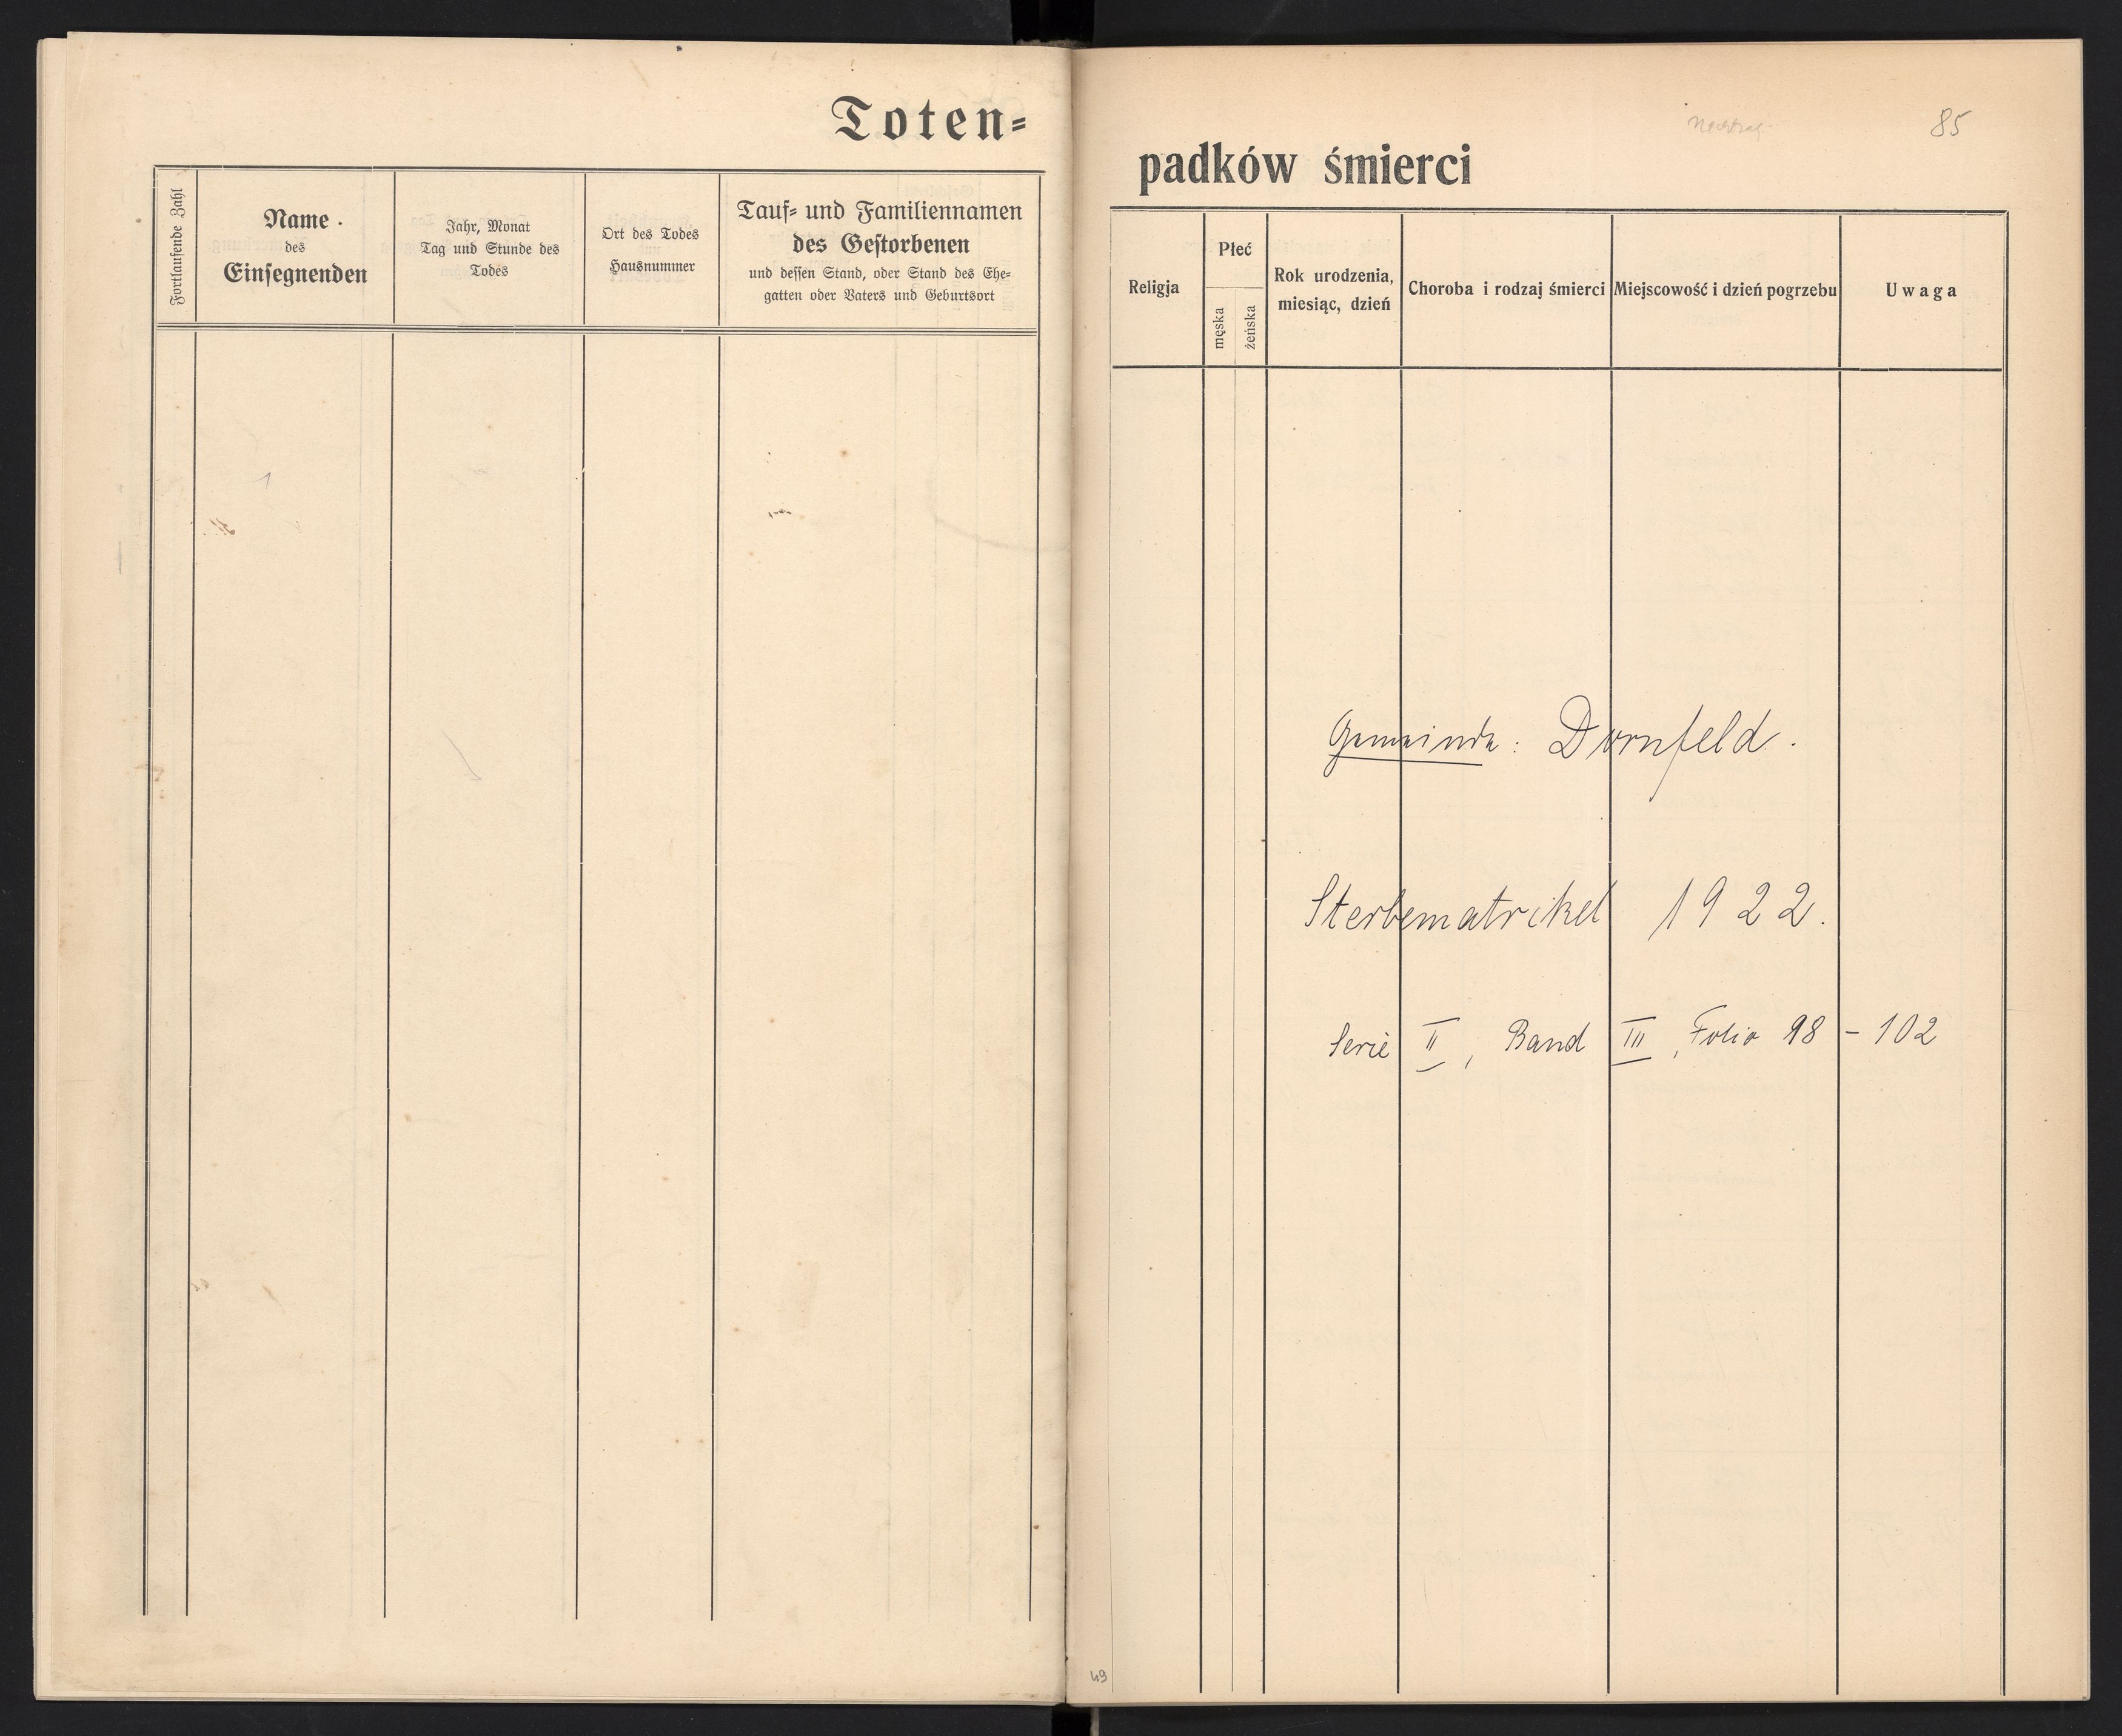 Toten=
Fortlaufende Zahl
Name
des
Einsegnenden
Jahr, Monat
Tag und Stunde des
Todes
Ort des Todes
Hausnummer
Tauf= und Familiennamen
des Gestorbenen
und dessen Stand, oder Stand des Ehe=
gatten oder Vaters und Geburtsort
85
padków śmierci
Religja
Płeć
męska
żeńska
Rok urodzenia,
miesiąc, dzień
Choroba i rodzaj śmierci
Miejscowość i dzień pogrzebu
Uwaga
Gemeinde: Dornfeld.
Sterbematrikel 1922.
Serie II, Band III, Folio 98 - 102
49